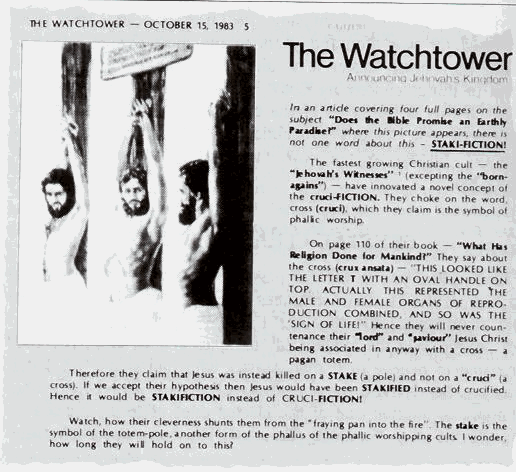 THE WATCHTOWER — OCTOBER 15, 1983 5
The Watchtower
Announcing Jehovah's Kingdom
In an article covering four full pages on the
subject "Does the Bible Promise an Earthly
Paradise?" where this picture appears, there is
not one word about this - STAKI-FICTION!
The fastest growing Christian cult — the
"Jehovah's Witnesses" ¹ (excepting the "born-
agains") — have innovated a novel concept of
the cruci-FICTION. They choke on the word,
cross (cruci), which they claim is the symbol of
phallic worship.
On page 110 of their book — "What Has
Religion Done for Mankind?" They say about
the cross (crux ansata) — "THIS LOOKED LIKE
THE LETTER T WITH AN OVAL HANDLE ON
TOP. ACTUALLY THIS REPRESENTED THE
MALE AND FEMALE ORGANS OF REPRO-
DUCTION COMBINED, AND SO WAS THE
'SIGN OF LIFE!" Hence they will never coun-
tenance their "lord" and "saviour" Jesus Christ
being associated in anyway with a cross — a
pagan totem.
Therefore they claim that Jesus was instead killed on a STAKE (a pole) and not on a "cruci" (a
cross). If we accept their hypothesis then Jesus would have been STAKIFIED instead of crucified.
Hence it would be STAKIFICTION instead of CRUCI-FICTION!
Watch, how their cleverness shunts them from the "fraying pan into the fire". The stake is the
symbol of the totem-pole, another form of the phallus of the phallic worshipping cults. I wonder,
how long they will hold on to this?